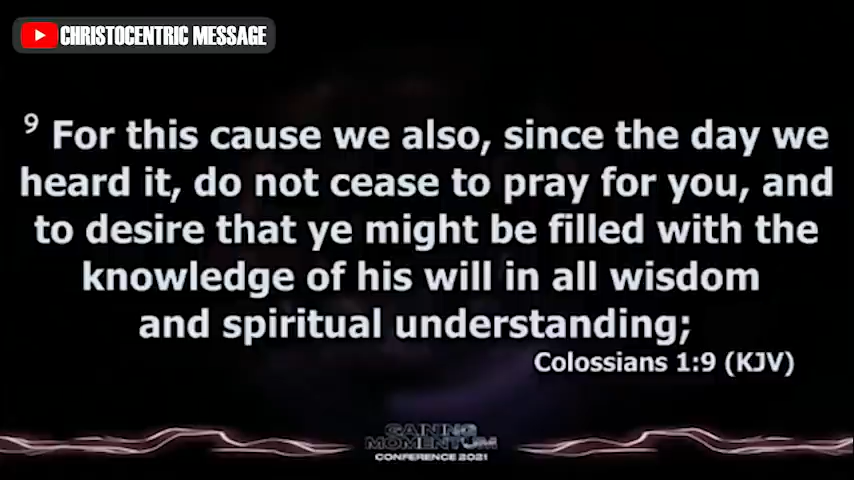 CHRISTOCENTRIC MESSAGE
9 For this cause we also, since the day we
heard it, do not cease to pray for you, and
to desire that ye might be filled with the
knowledge of his will in all wisdom
and spiritual understanding;
Colossians 1:9 (KJV)
GAINING
MOMENTUM
CONFERENCE 2021